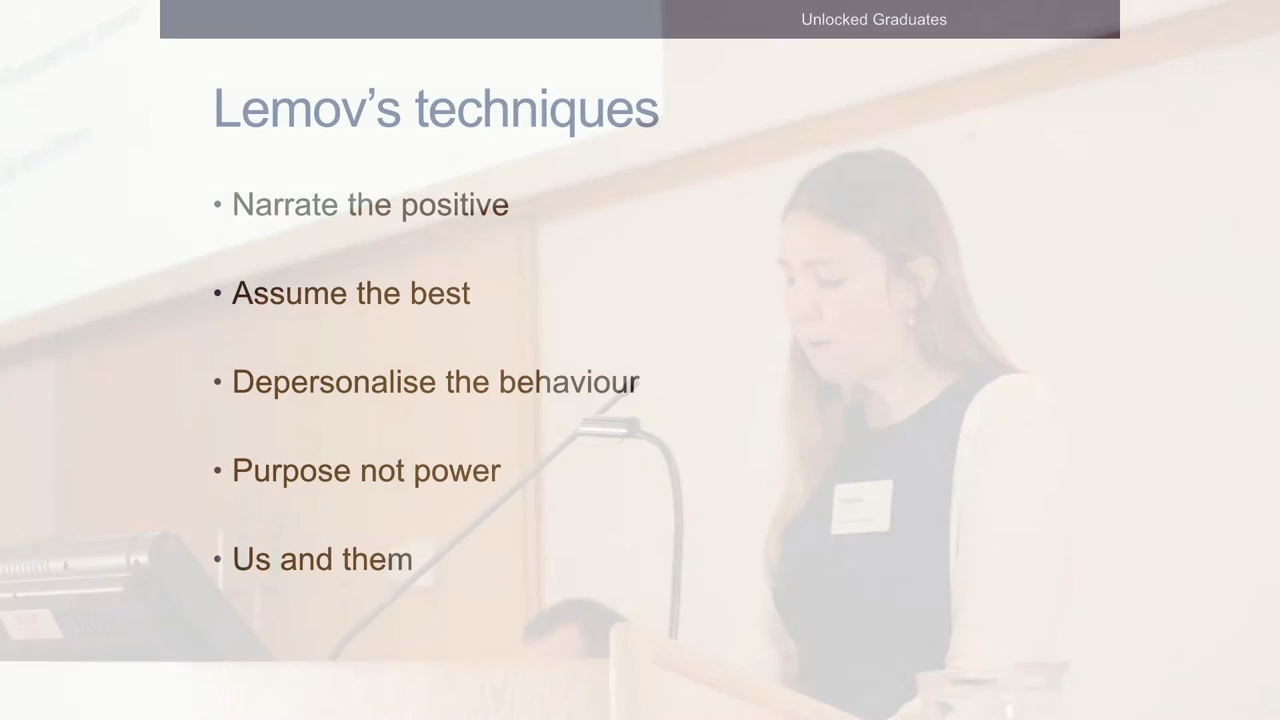 Unlocked Graduates
Lemov’s techniques
• Narrate the positive
• Assume the best
• Depersonalise the behaviour
• Purpose not power
• Us and them